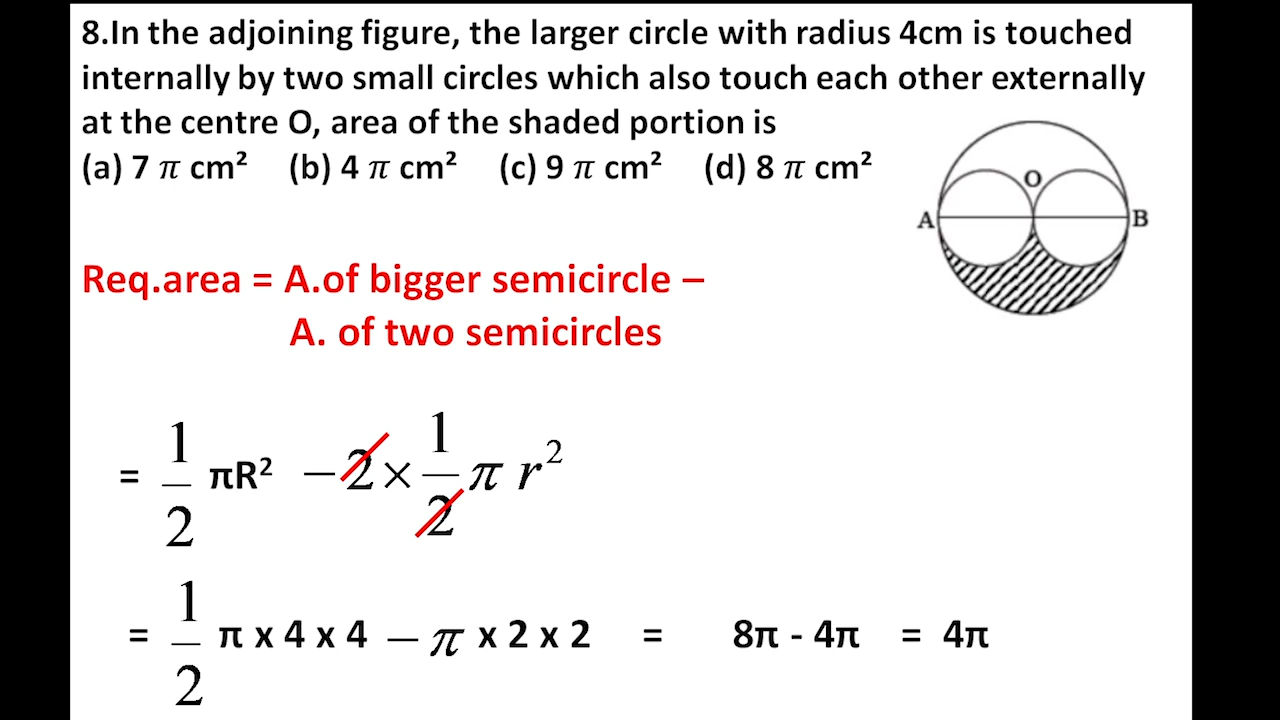 8.In the adjoining figure, the larger circle with radius 4cm is touched
internally by two small circles which also touch each other externally
at the centre O, area of the shaded portion is
(a) 7 π cm² (b) 4 π cm² (c) 9 π cm² (d) 8 π cm²
O
A B
Req.area = A.of bigger semicircle –
A. of two semicircles
= 1/2 πR² − 2 × 1/2 π r²
= 1/2 π x 4 x 4 − π x 2 x 2 = 8π - 4π = 4π